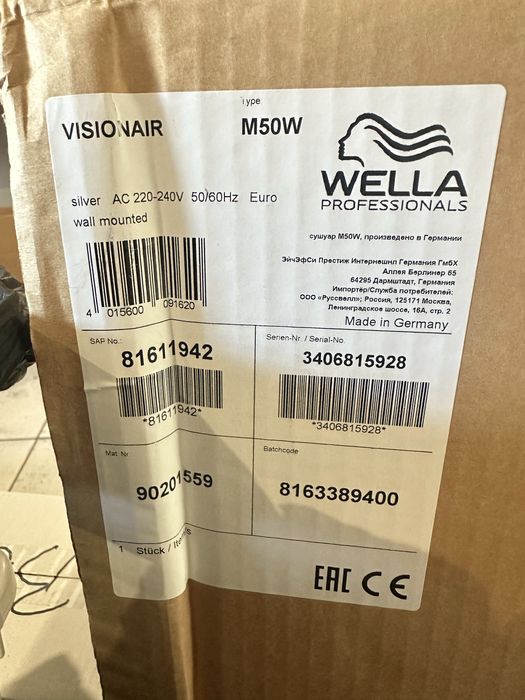 Type:
VISIONAIR M50W
WELLA
PROFESSIONALS
silver AC 220-240V 50/60Hz Euro
wall mounted
4 015600 091620
сушуар M50W, произведено в Германии
ЭйчЭфСи Престиж Интернешнл Германия ГмбХ
Аллея Берлинер 65
64295 Дармштадт, Германия
Импортёр/Служба потребителей:
ООО «Руссвелл»; Россия, 125171 Москва,
Ленинградское шоссе, 16А, стр. 2
Made in Germany
SAP No.:
81611942
*81611942*
Serien-Nr. / Serial-No.
3406815928
*3406815928*
Mat. Nr
90201559
Batchcode
8163389400
1 Stück / Item/s
EAC CE